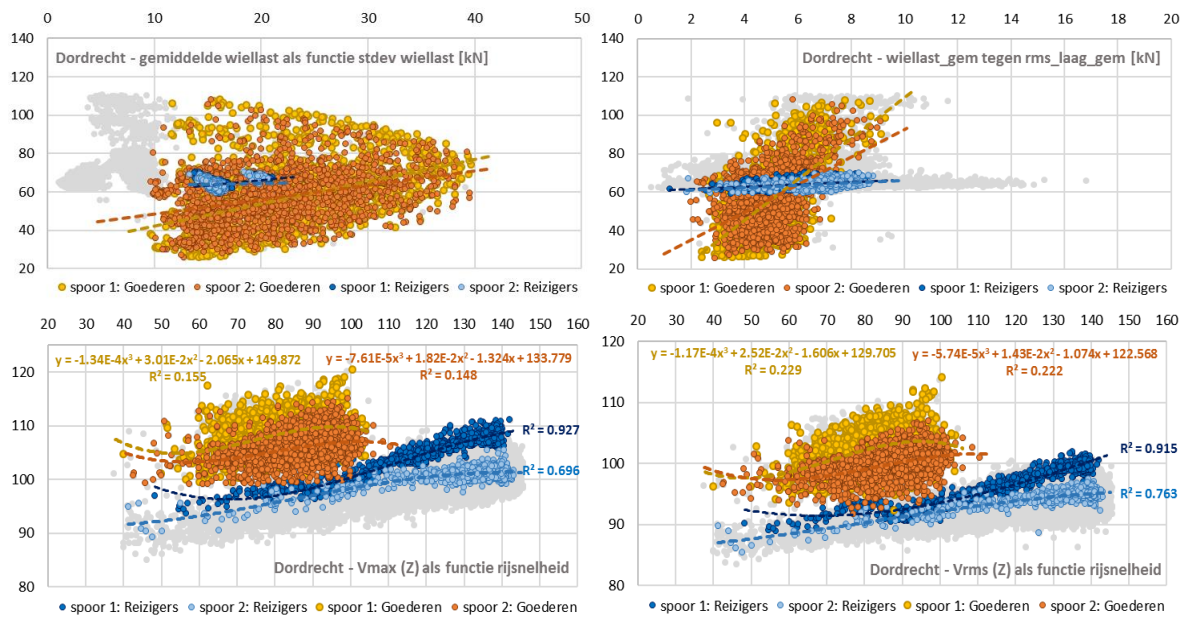 0 10 20 30 40 50
140
120
100
80
60
40
20
Dordrecht - gemiddelde wiellast als functie stdev wiellast [kN]
spoor 1: Goederen spoor 2: Goederen spoor 1: Reizigers spoor 2: Reizigers
0 2 4 6 8 10 12 14 16 18 20
140
120
100
80
60
40
20
Dordrecht - wiellast_gem tegen rms_laag_gem [kN]
spoor 1: Goederen spoor 2: Goederen spoor 1: Reizigers spoor 2: Reizigers
20 30 40 50 60 70 80 90 100 110 120 130 140 150 160
120
110
100
90
80
y = -1.34E-4x³ + 3.01E-2x² - 2.065x + 149.872
R² = 0.155
y = -7.61E-5x³ + 1.82E-2x² - 1.324x + 133.779
R² = 0.148
R² = 0.927
R² = 0.696
Dordrecht - Vmax (Z) als functie rijsnelheid
spoor 1: Reizigers spoor 2: Reizigers spoor 1: Goederen spoor 2: Goederen
20 30 40 50 60 70 80 90 100 110 120 130 140 150 160
120
110
100
90
80
y = -1.17E-4x³ + 2.52E-2x² - 1.606x + 129.705
R² = 0.229
y = -5.74E-5x³ + 1.43E-2x² - 1.074x + 122.568
R² = 0.222
R² = 0.915
R² = 0.763
Dordrecht - Vrms (Z) als functie rijsnelheid
spoor 1: Reizigers spoor 2: Reizigers spoor 1: Goederen spoor 2: Goederen